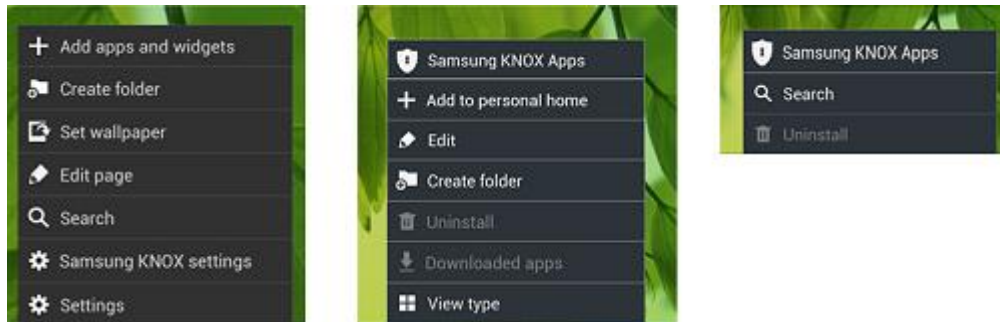 Add apps and widgets
Create folder
Set wallpaper
Edit page
Search
Samsung KNOX settings
Settings
Samsung KNOX Apps
Add to personal home
Edit
Create folder
Uninstall
Downloaded apps
View type
Samsung KNOX Apps
Search
Uninstall